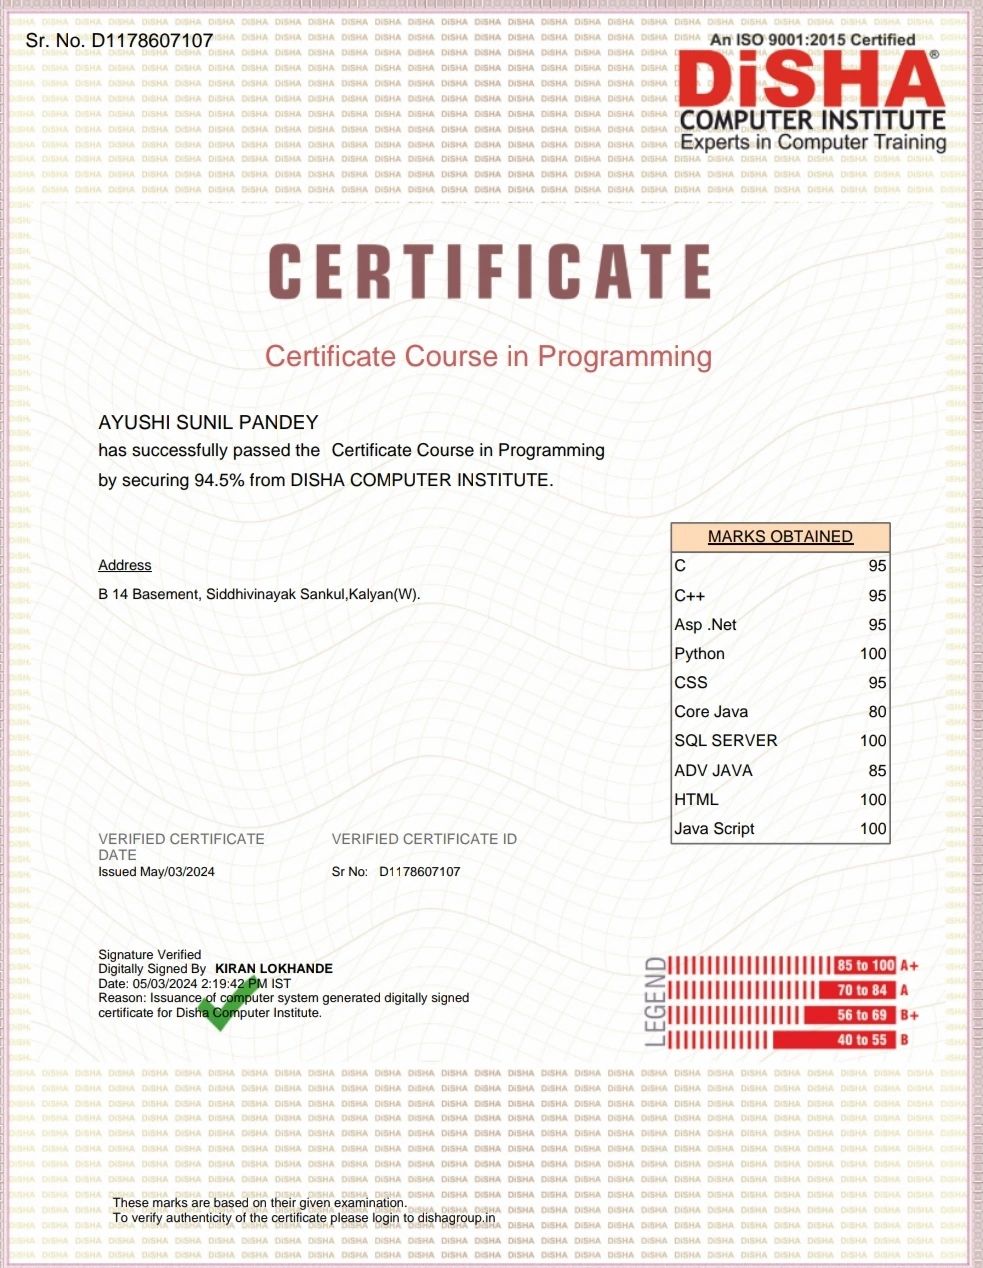 Sr. No. D1178607107
An ISO 9001:2015 Certified
DiSHA®
COMPUTER INSTITUTE
Experts in Computer Training
CERTIFICATE
Certificate Course in Programming
AYUSHI SUNIL PANDEY
has successfully passed the Certificate Course in Programming
by securing 94.5% from DISHA COMPUTER INSTITUTE.
Address
B 14 Basement, Siddhivinayak Sankul,Kalyan(W).
MARKS OBTAINED
C 95
C++ 95
Asp .Net 95
Python 100
CSS 95
Core Java 80
SQL SERVER 100
ADV JAVA 85
HTML 100
Java Script 100
VERIFIED CERTIFICATE
DATE
Issued May/03/2024
VERIFIED CERTIFICATE ID
Sr No: D1178607107
Signature Verified
Digitally Signed By KIRAN LOKHANDE
Date: 05/03/2024 2:19:42 PM IST
Reason: Issuance of computer system generated digitally signed
certificate for Disha Computer Institute.
LEGEND
85 to 100 A+
70 to 84 A
56 to 69 B+
40 to 55 B
These marks are based on their given examination.
To verify authenticity of the certificate please login to dishagroup.in